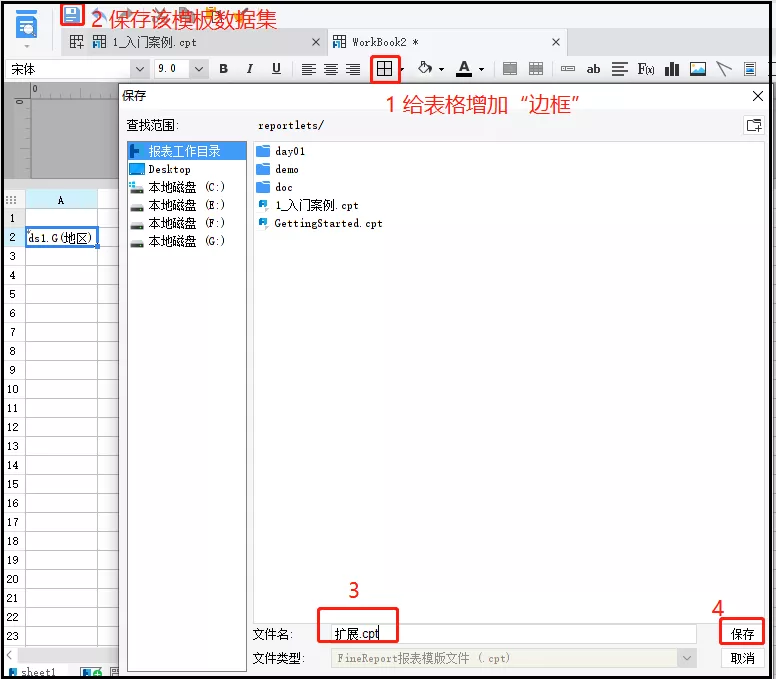 2 保存该模板数据集
1_入门案例.cpt
WorkBook2 *
宋体
9.0
B
I
U
A
ab
F(x)
1 给表格增加 “边框”
0
0
保存
查找范围:
reportlets/
报表工作目录
Desktop
本地磁盘 (C:)
本地磁盘 (E:)
本地磁盘 (F:)
本地磁盘 (G:)
day01
demo
doc
1_入门案例.cpt
GettingStarted.cpt
A
1
2
ds1.G(地区)
3
4
5
6
7
8
9
10
11
12
13
14
15
16
17
18
19
20
21
22
23
3
4
文件名:
扩展.cpt
保存
文件类型:
FineReport报表模版文件 (.cpt)
取消
sheet1